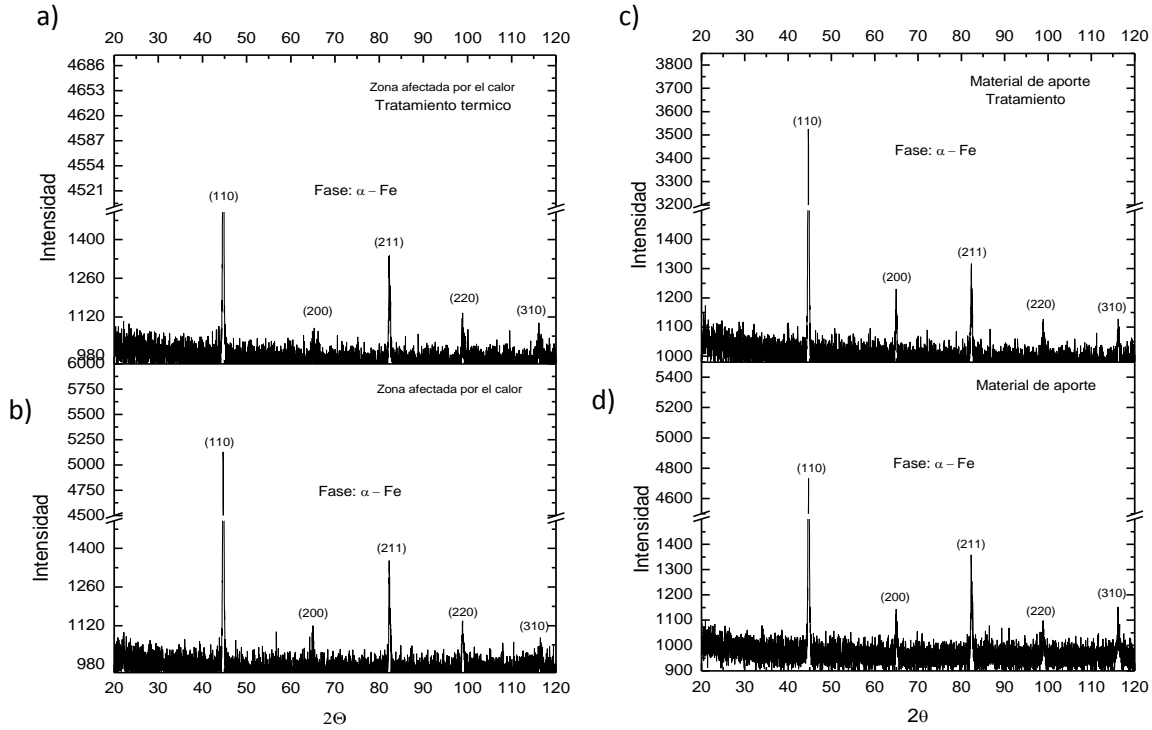 a)
20 30 40 50 60 70 80 90 100 110 120
4686
4653
4620
4587
4554
4521
1400
1260
1120
980
Intensidad
Zona afectada por el calor
Tratamiento termico
Fase: α – Fe
(110)
(200)
(211)
(220)
(310)
b)
6000
5750
5500
5250
5000
4750
4500
1400
1260
1120
980
Intensidad
Zona afectada por el calor
Fase: α – Fe
(110)
(200)
(211)
(220)
(310)
20 30 40 50 60 70 80 90 100 110 120
2Θ
c)
20 30 40 50 60 70 80 90 100 110 120
3800
3700
3600
3500
3400
3300
3200
1400
1300
1200
1100
1000
Intensidad
Material de aporte
Tratamiento
Fase: α – Fe
(110)
(200)
(211)
(220)
(310)
d)
5400
5200
5000
4800
4600
1400
1300
1200
1100
1000
900
Intensidad
Material de aporte
Fase: α – Fe
(110)
(200)
(211)
(220)
(310)
20 30 40 50 60 70 80 90 100 110 120
2θ